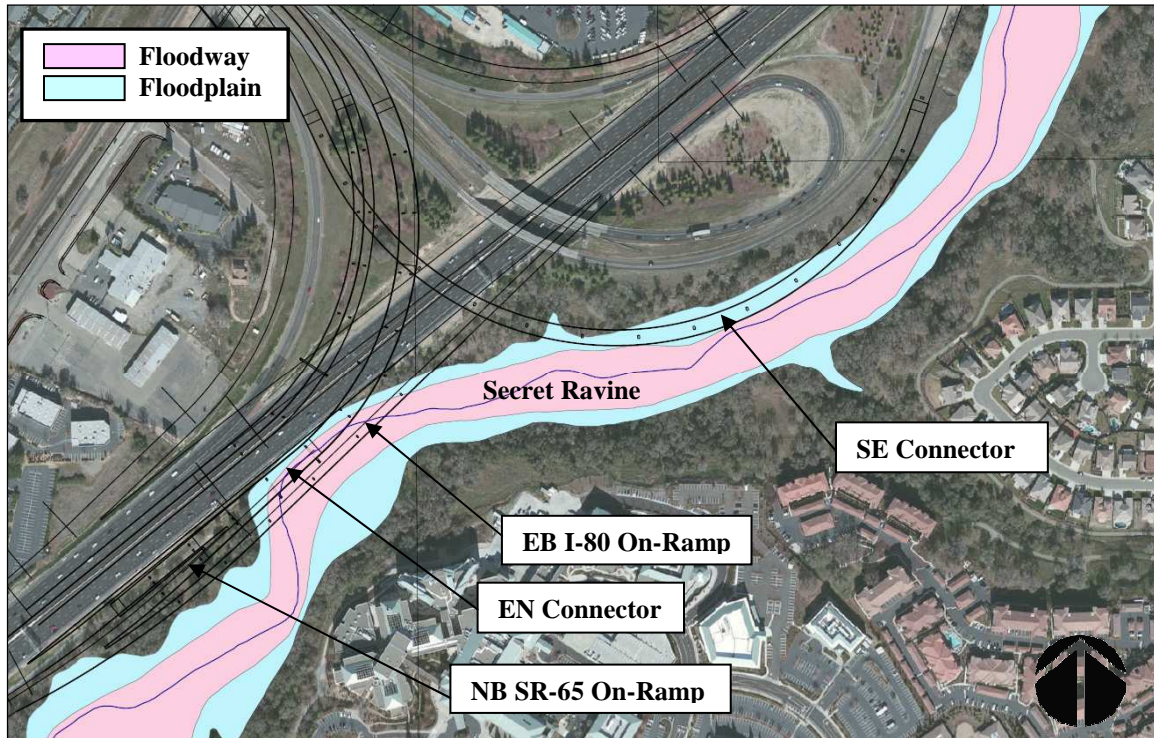 Floodway
Floodplain
Secret Ravine
SE Connector
EB I-80 On-Ramp
EN Connector
NB SR-65 On-Ramp